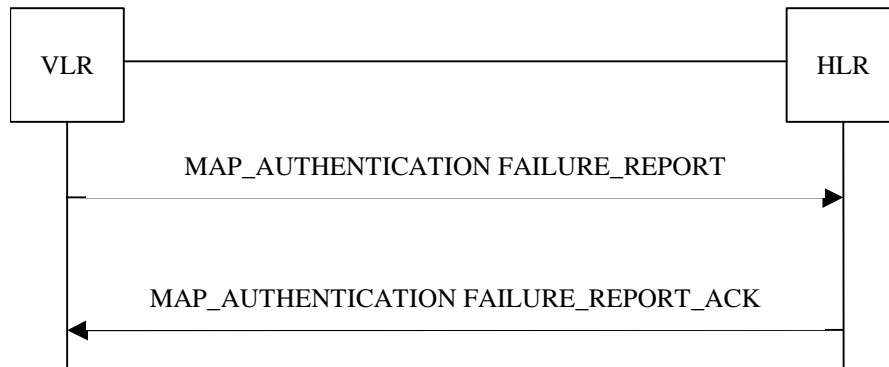 VLR
HLR
MAP_AUTHENTICATION FAILURE_REPORT
MAP_AUTHENTICATION FAILURE_REPORT_ACK